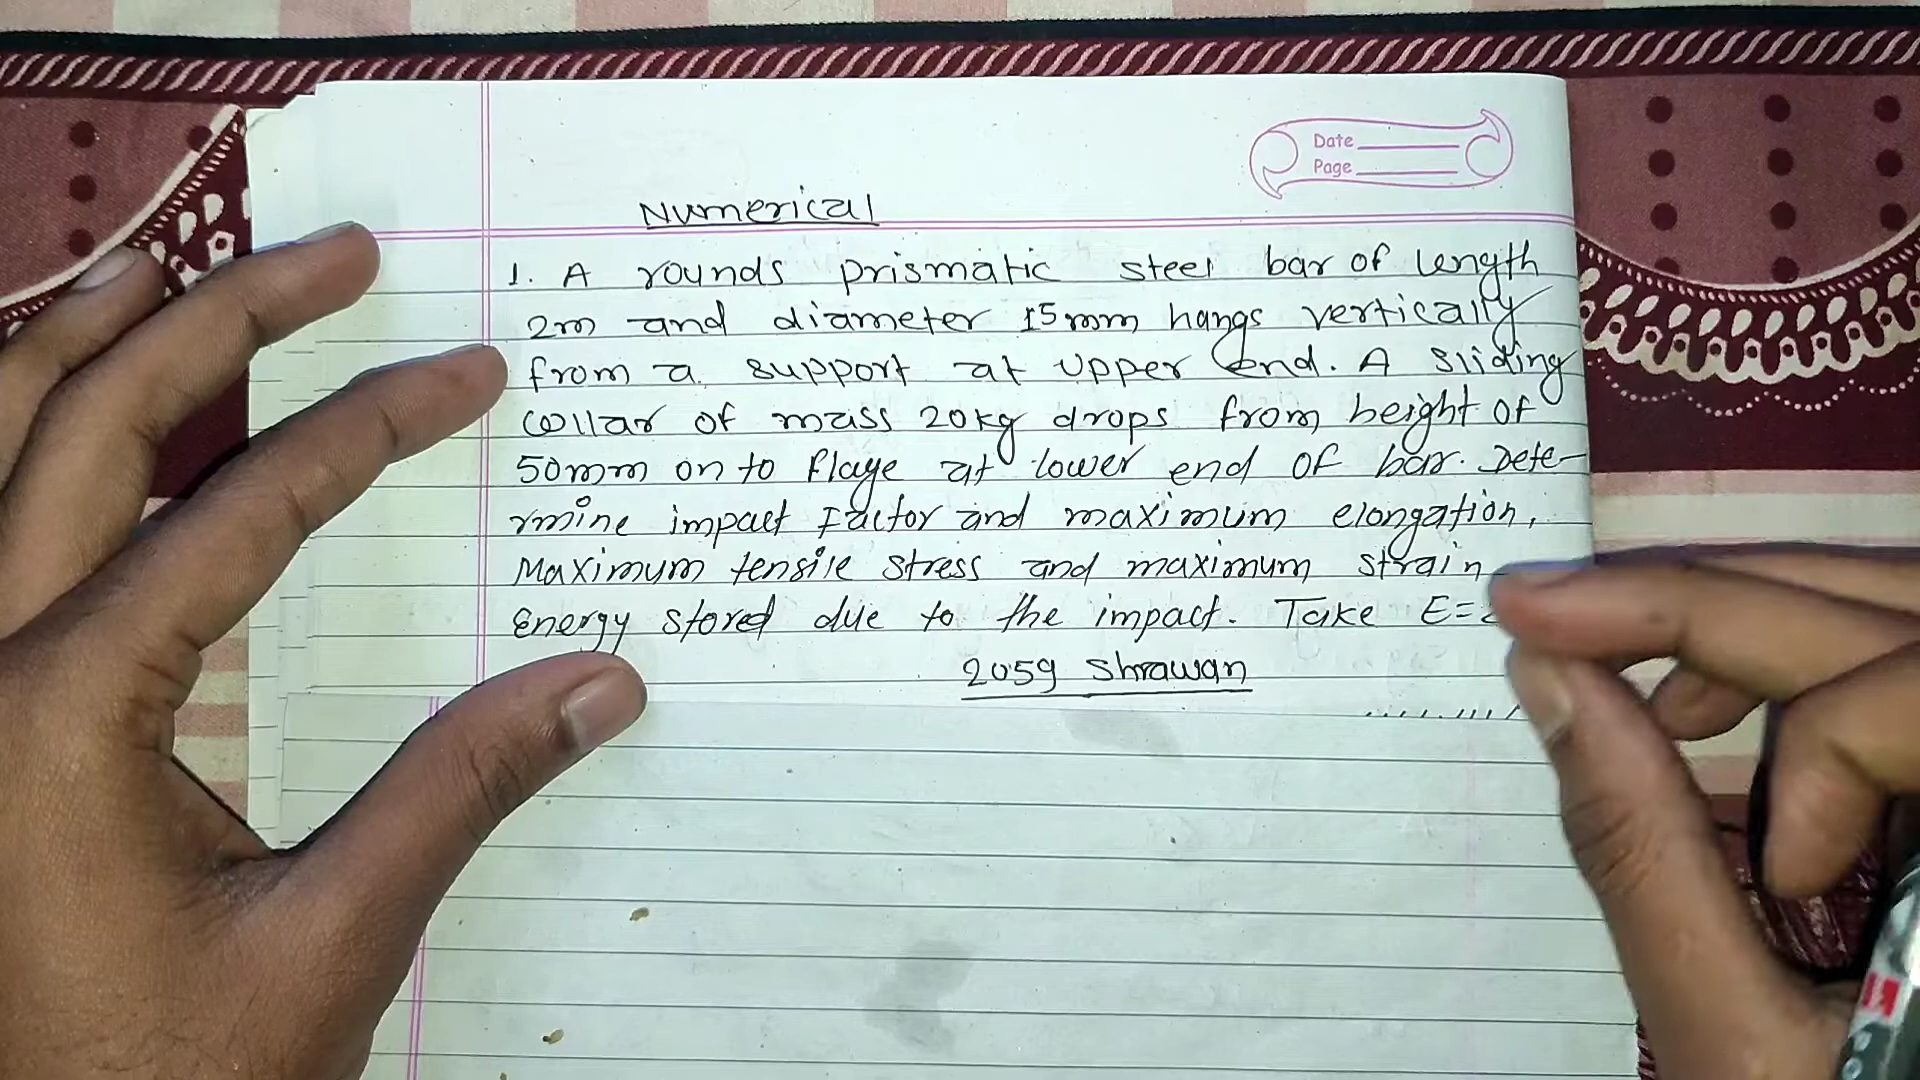 Date
Page
Numerical
1. A rounds prismatic steel bar of length
2m and diameter 15mm hangs vertically
from a support at upper end. A sliding
collar of mass 20kg drops from height of
50mm on to flage at lower end of bar. Dete-
rmine impact Factor and maximum elongation,
Maximum tensile stress and maximum strain
Energy stored due to the impact. Take E=
2059 Shrawan